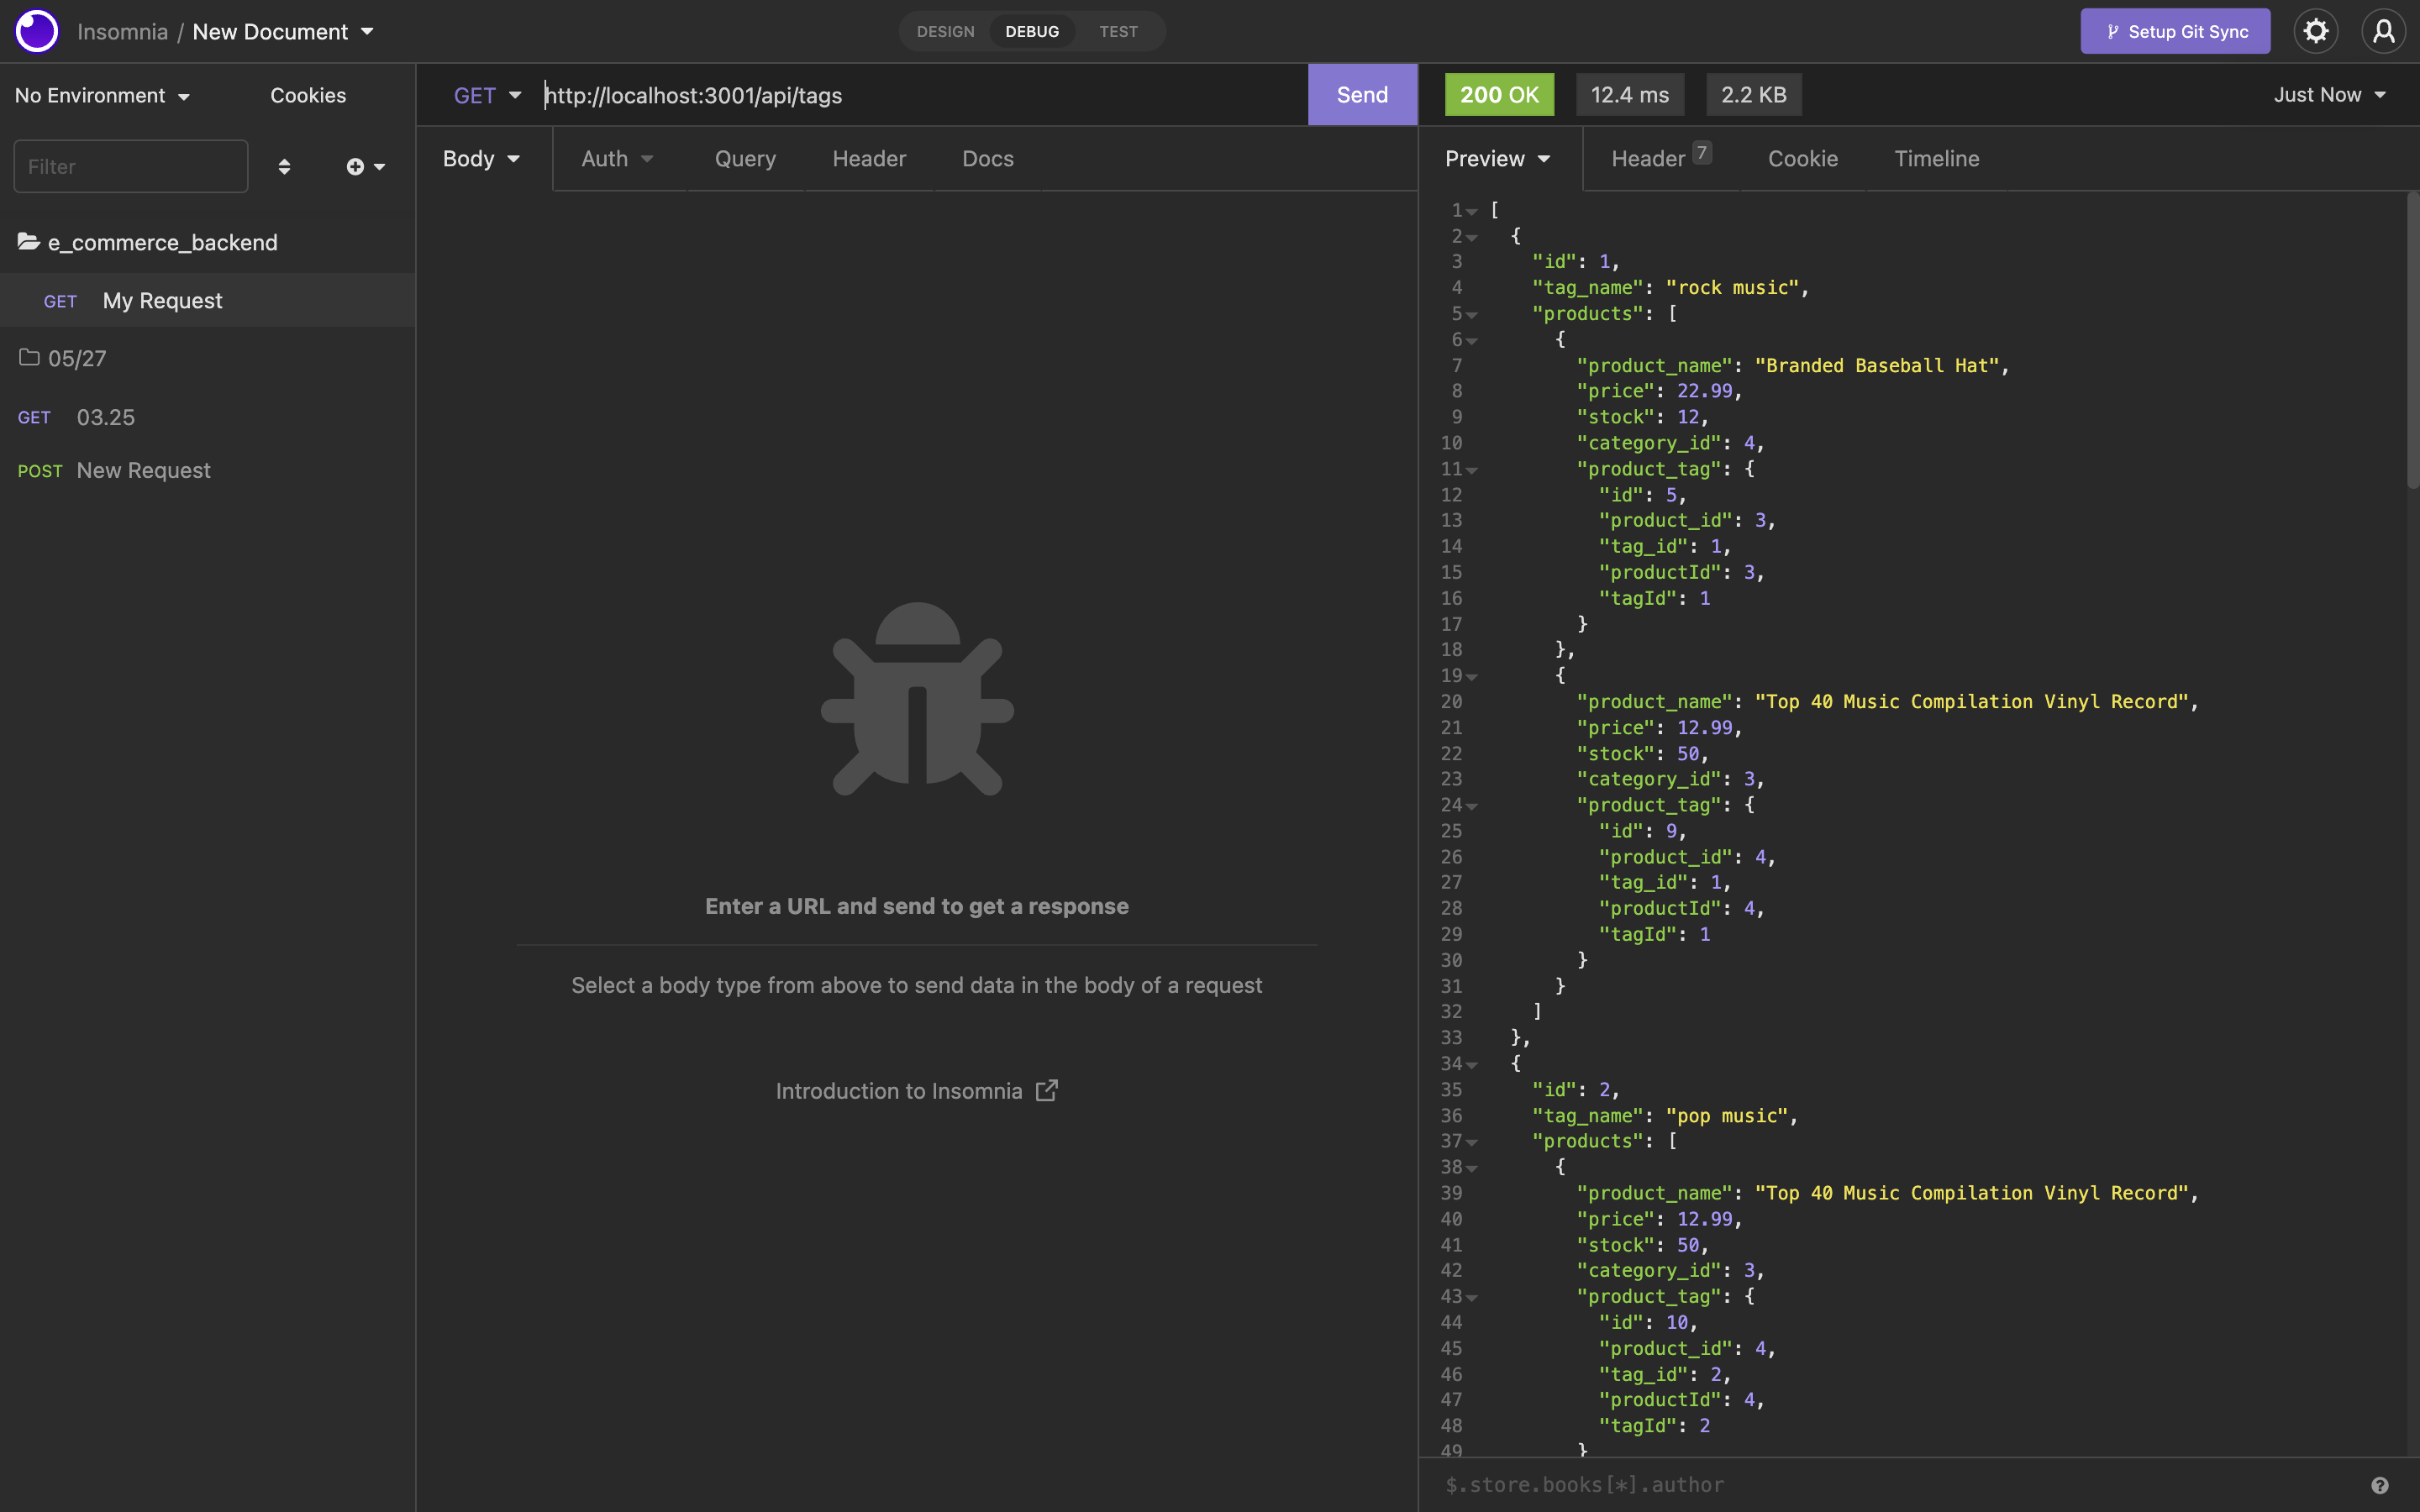 Insomnia / New Document
DESIGN DEBUG TEST
Setup Git Sync
No Environment Cookies
Filter
e_commerce_backend
GET My Request
05/27
GET 03.25
POST New Request
GET http://localhost:3001/api/tags Send
Body Auth Query Header Docs
Enter a URL and send to get a response
Select a body type from above to send data in the body of a request
Introduction to Insomnia
200 OK 12.4 ms 2.2 KB Just Now
Preview Header 7 Cookie Timeline
1 [
2 {
3 "id": 1,
4 "tag_name": "rock music",
5 "products": [
6 {
7 "product_name": "Branded Baseball Hat",
8 "price": 22.99,
9 "stock": 12,
10 "category_id": 4,
11 "product_tag": {
12 "id": 5,
13 "product_id": 3,
14 "tag_id": 1,
15 "productId": 3,
16 "tagId": 1
17 }
18 },
19 {
20 "product_name": "Top 40 Music Compilation Vinyl Record",
21 "price": 12.99,
22 "stock": 50,
23 "category_id": 3,
24 "product_tag": {
25 "id": 9,
26 "product_id": 4,
27 "tag_id": 1,
28 "productId": 4,
29 "tagId": 1
30 }
31 }
32 ]
33 },
34 {
35 "id": 2,
36 "tag_name": "pop music",
37 "products": [
38 {
39 "product_name": "Top 40 Music Compilation Vinyl Record",
40 "price": 12.99,
41 "stock": 50,
42 "category_id": 3,
43 "product_tag": {
44 "id": 10,
45 "product_id": 4,
46 "tag_id": 2,
47 "productId": 4,
48 "tagId": 2
49 }
$.store.books[*].author